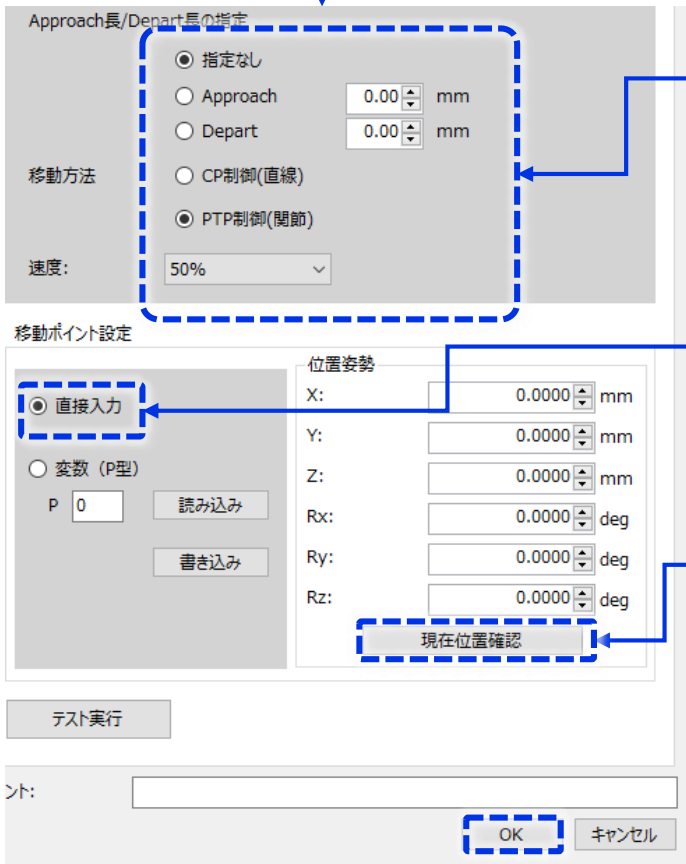 Approach長/Depart長の指定
指定なし
Approach 0.00 mm
Depart 0.00 mm
移動方法 CP制御(直線)
PTP制御(関節)
速度: 50%
移動ポイント設定
位置姿勢
直接入力
X: 0.0000 mm
Y: 0.0000 mm
変数（P型）
Z: 0.0000 mm
P 0 読み込み
Rx: 0.0000 deg
書き込み
Ry: 0.0000 deg
Rz: 0.0000 deg
現在位置確認
テスト実行
ント:
OK キャンセル